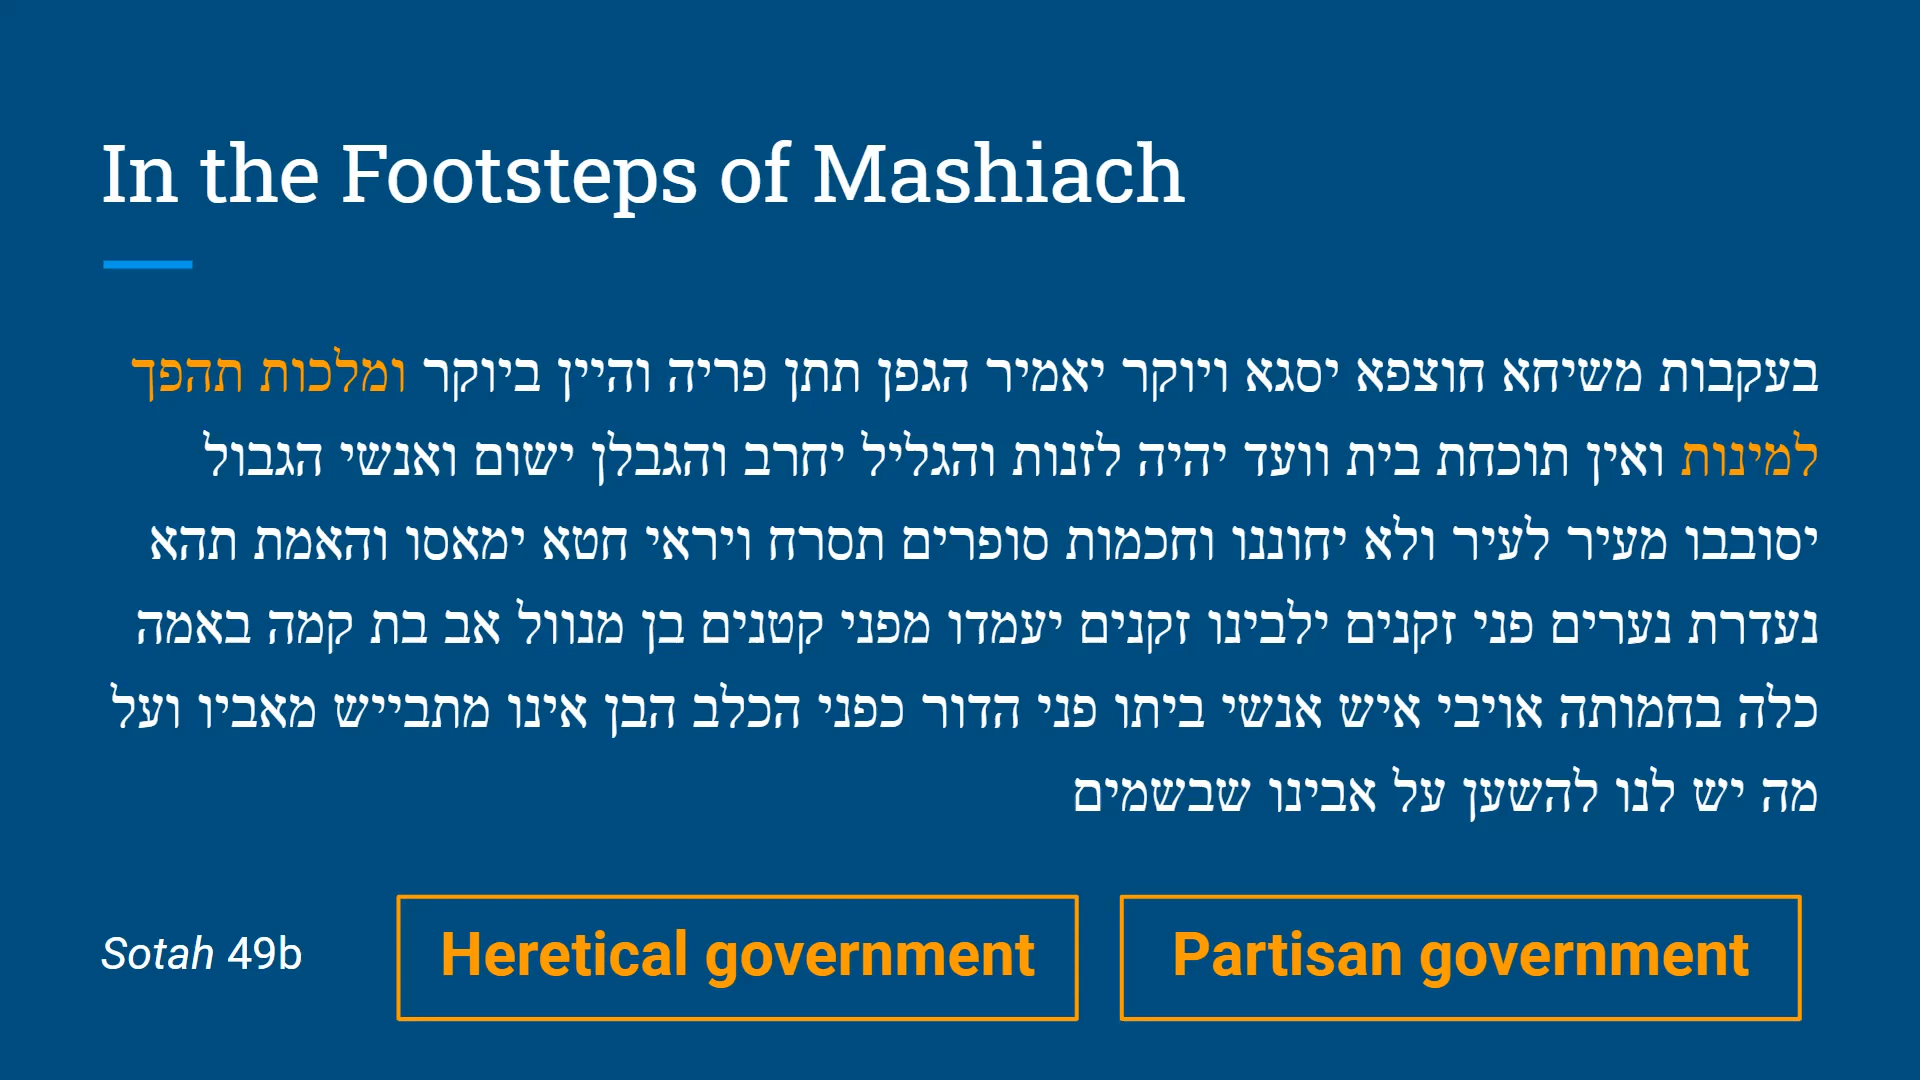 In the Footsteps of Mashiach
בעקבות משיחא חוצפא יסגא ויוקר יאמיר הגפן תתן פריה והיין ביוקר ומלכות תהפך
למינות ואין תוכחת בית וועד יהיה לזנות והגליל יחרב והגבלן ישום ואנשי הגבול
יסובבו מעיר לעיר ולא יחוננו וחכמות סופרים תסרח ויראי חטא ימאסו והאמת תהא
נעדרת נערים פני זקנים ילבינו זקנים יעמדו מפני קטנים בן מנוול אב בת קמה באמה
כלה בחמותה אויבי איש אנשי ביתו פני הדור כפני הכלב הבן אינו מתבייש מאביו ועל
מה יש לנו להשען על אבינו שבשמים
Sotah 49b
Heretical government
Partisan government